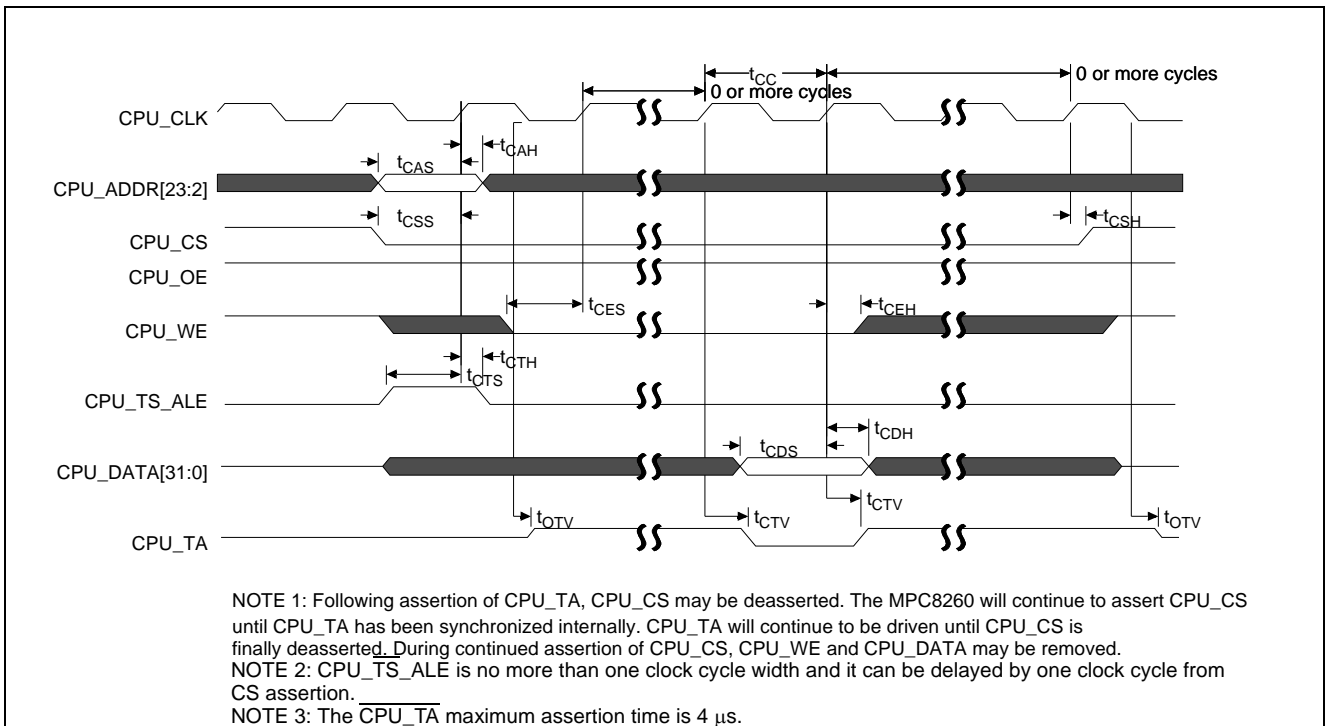 tCC
0 or more cycles
0 or more cycles
CPU_CLK
tCAH
tCAS
CPU_ADDR[23:2]
tCSS
tCSH
CPU_CS
CPU_OE
tCES
tCEH
CPU_WE
tCTH
tCTS
CPU_TS_ALE
tCDH
tCDS
CPU_DATA[31:0]
tCTV
tOTV
tCTV
tOTV
CPU_TA
NOTE 1: Following assertion of CPU_TA, CPU_CS may be deasserted. The MPC8260 will continue to assert CPU_CS
until CPU_TA has been synchronized internally. CPU_TA will continue to be driven until CPU_CS is
finally deasserted. During continued assertion of CPU_CS, CPU_WE and CPU_DATA may be removed.
NOTE 2: CPU_TS_ALE is no more than one clock cycle width and it can be delayed by one clock cycle from
CS assertion.
NOTE 3: The CPU_TA maximum assertion time is 4 μs.